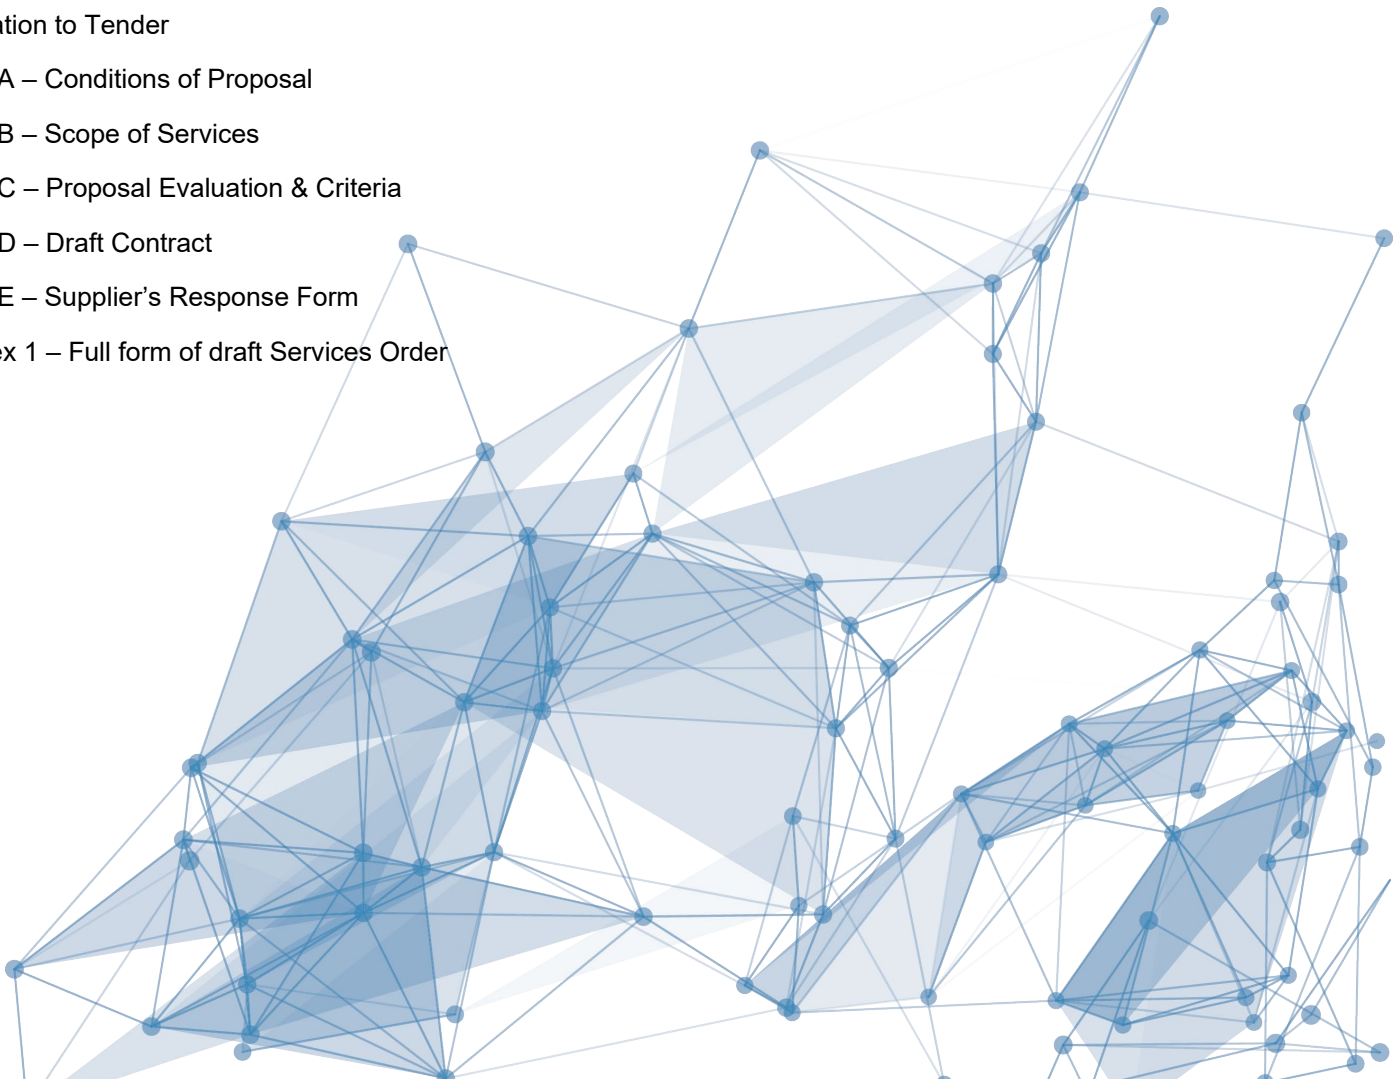 ation to Tender
A – Conditions of Proposal
B – Scope of Services
C – Proposal Evaluation & Criteria
D – Draft Contract
E – Supplier’s Response Form
ex 1 – Full form of draft Services Order